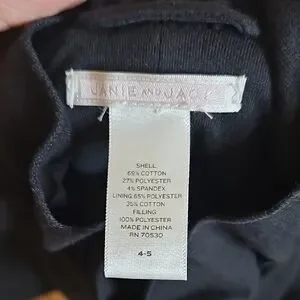 JANIE AND JACK
SHELL
69% COTTON
27% POLYESTER
4% SPANDEX
LINING 65% POLYESTER
35% COTTON
FILLING
100% POLYESTER
MADE IN CHINA
RN 70530
4-5